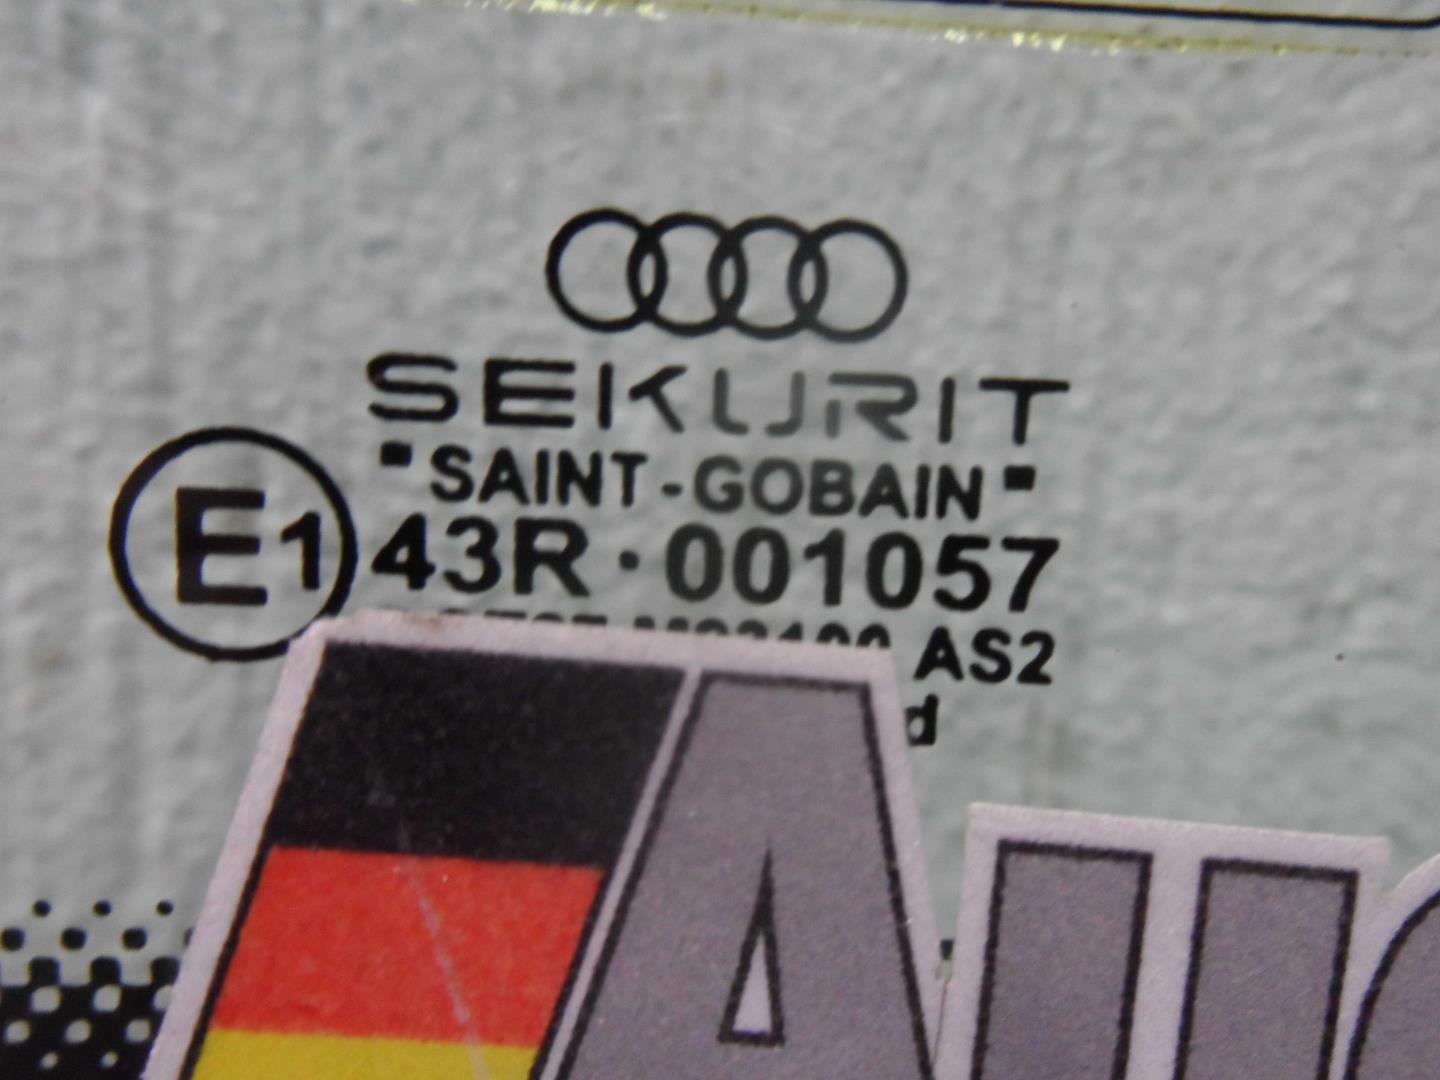 SEKURIT
"SAINT-GOBAIN"
E1 43R · 001057
AS2